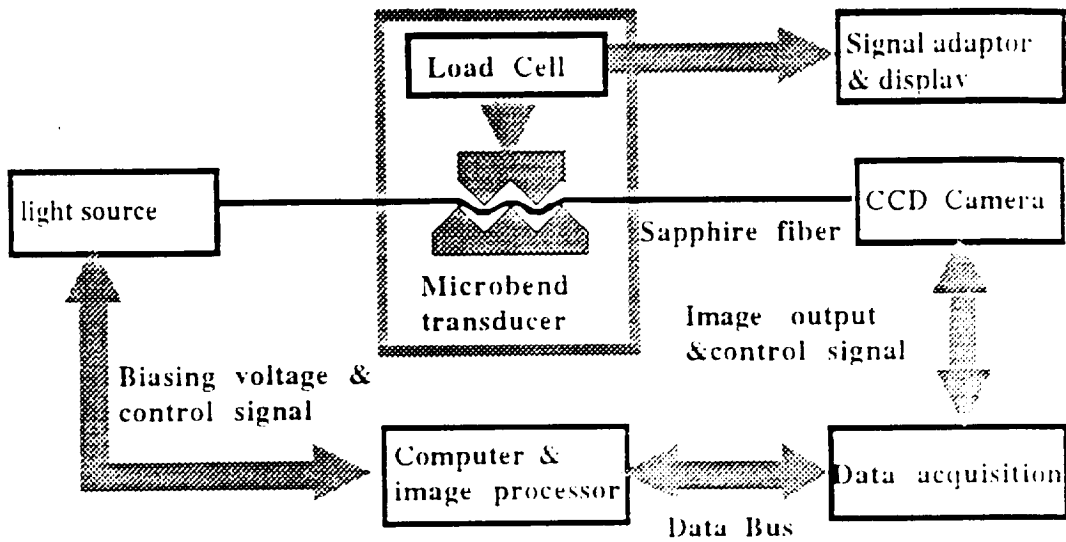 Load Cell
Signal adaptor
& display
light source
CCD Camera
Sapphire fiber
Microbend
transducer
Image output
&control signal
Biasing voltage &
control signal
Computer &
image processor
Data acquisition
Data Bus